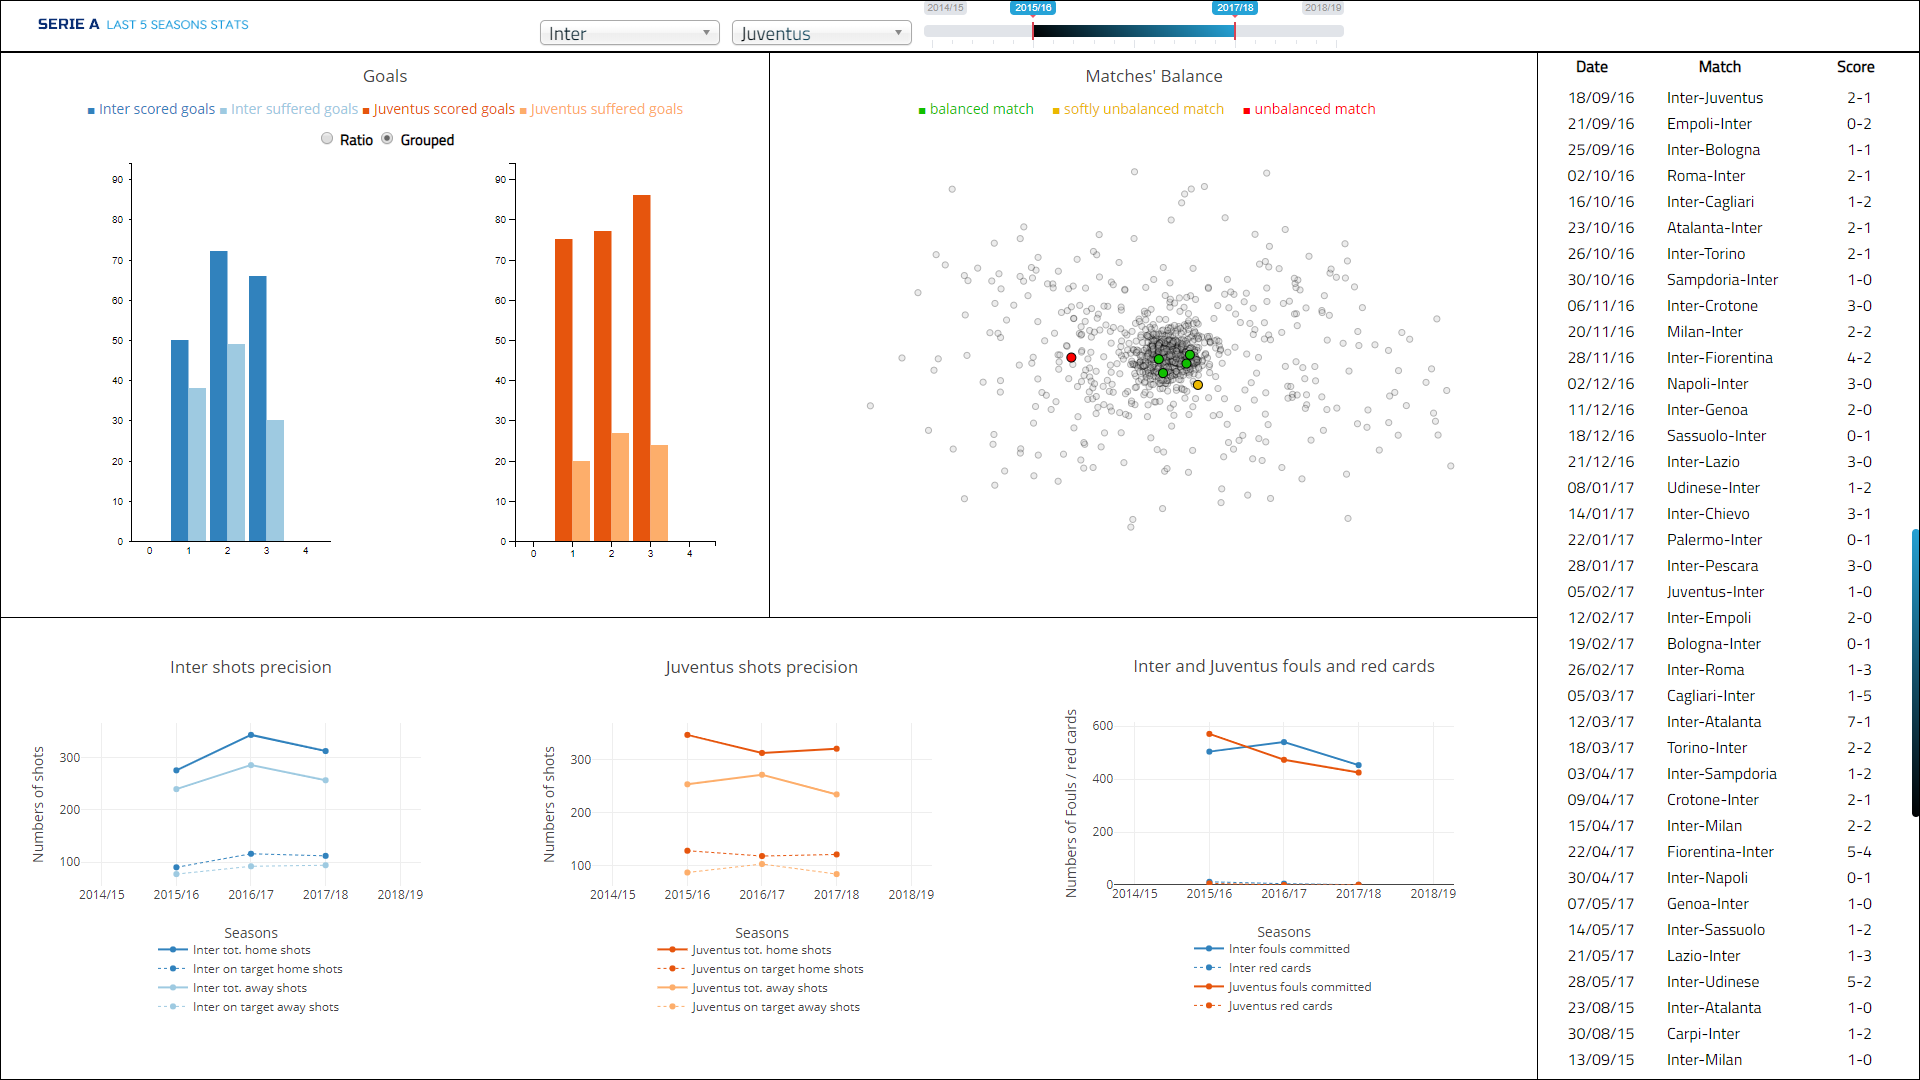 SERIE A LAST 5 SEASONS STATS
Inter
Juventus
2014/15 2015/16 2017/18 2018/19
Goals
Inter scored goals Inter suffered goals Juventus scored goals Juventus suffered goals
Ratio Grouped
90
80
70
60
50
40
30
20
10
0
0 1 2 3 4
90
80
70
60
50
40
30
20
10
0
0 1 2 3 4
Matches' Balance
balanced match softly unbalanced match unbalanced match
Inter shots precision
Numbers of shots
300
200
100
2014/15 2015/16 2016/17 2017/18 2018/19
Seasons
Inter tot. home shots
Inter on target home shots
Inter tot. away shots
Inter on target away shots
Juventus shots precision
Numbers of shots
300
200
100
2014/15 2015/16 2016/17 2017/18 2018/19
Seasons
Juventus tot. home shots
Juventus on target home shots
Juventus tot. away shots
Juventus on target away shots
Inter and Juventus fouls and red cards
Numbers of Fouls / red cards
600
400
200
0
2014/15 2015/16 2016/17 2017/18 2018/19
Seasons
Inter fouls committed
Inter red cards
Juventus fouls committed
Juventus red cards
Date Match Score
18/09/16 Inter-Juventus 2-1
21/09/16 Empoli-Inter 0-2
25/09/16 Inter-Bologna 1-1
02/10/16 Roma-Inter 2-1
16/10/16 Inter-Cagliari 1-2
23/10/16 Atalanta-Inter 2-1
26/10/16 Inter-Torino 2-1
30/10/16 Sampdoria-Inter 1-0
06/11/16 Inter-Crotone 3-0
20/11/16 Milan-Inter 2-2
28/11/16 Inter-Fiorentina 4-2
02/12/16 Napoli-Inter 3-0
11/12/16 Inter-Genoa 2-0
18/12/16 Sassuolo-Inter 0-1
21/12/16 Inter-Lazio 3-0
08/01/17 Udinese-Inter 1-2
14/01/17 Inter-Chievo 3-1
22/01/17 Palermo-Inter 0-1
28/01/17 Inter-Pescara 3-0
05/02/17 Juventus-Inter 1-0
12/02/17 Inter-Empoli 2-0
19/02/17 Bologna-Inter 0-1
26/02/17 Inter-Roma 1-3
05/03/17 Cagliari-Inter 1-5
12/03/17 Inter-Atalanta 7-1
18/03/17 Torino-Inter 2-2
03/04/17 Inter-Sampdoria 1-2
09/04/17 Crotone-Inter 2-1
15/04/17 Inter-Milan 2-2
22/04/17 Fiorentina-Inter 5-4
30/04/17 Inter-Napoli 0-1
07/05/17 Genoa-Inter 1-0
14/05/17 Inter-Sassuolo 1-2
21/05/17 Lazio-Inter 1-3
28/05/17 Inter-Udinese 5-2
23/08/15 Inter-Atalanta 1-0
30/08/15 Carpi-Inter 1-2
13/09/15 Inter-Milan 1-0